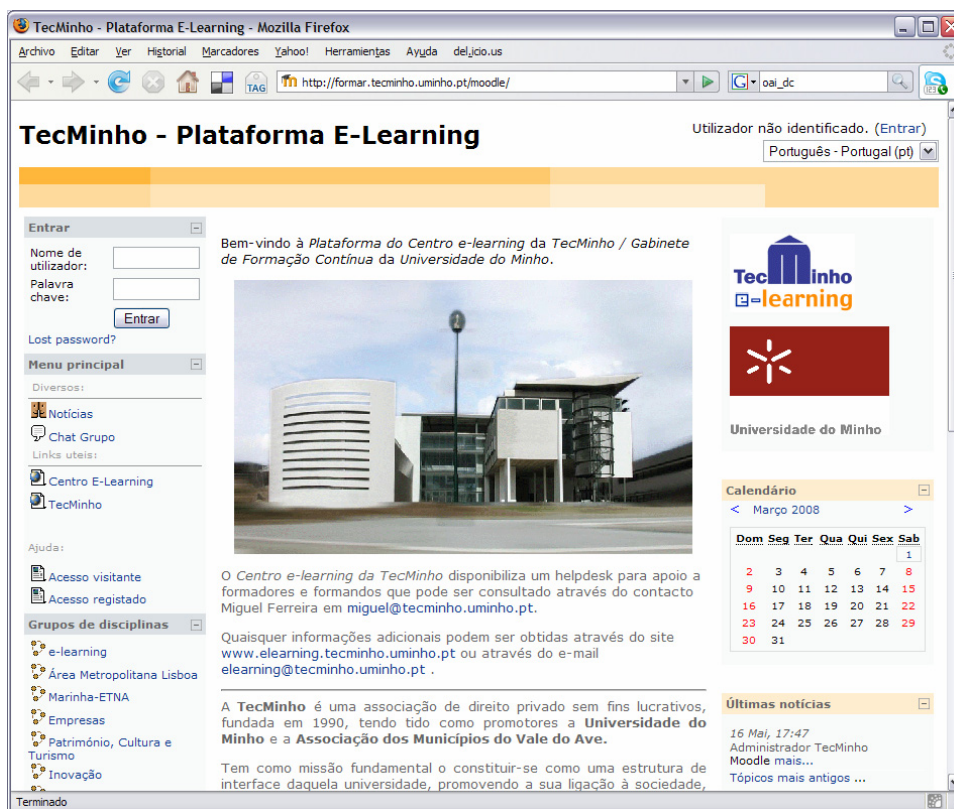 TecMinho - Plataforma E-Learning - Mozilla Firefox
Archivo Editar Ver Historial Marcadores Yahoo! Herramientas Ayuda del.icio.us
TAG
http://formar.tecminho.uminho.pt/moodle/
G
oai_dc
123
TecMinho - Plataforma E-Learning
Utilizador não identificado. (Entrar)
Português - Portugal (pt)
Entrar
Nome de
utilizador:
Palavra
chave:
Entrar
Lost password?
Menu principal
Diversos:
Notícias
Chat Grupo
Links uteis:
Centro E-Learning
TecMinho
Ajuda:
Acesso visitante
Acesso registado
Grupos de disciplinas
e-learning
Área Metropolitana Lisboa
Marinha-ETNA
Empresas
Património, Cultura e
Turismo
Inovação
Bem-vindo à Plataforma do Centro e-learning da TecMinho / Gabinete
de Formação Contínua da Universidade do Minho.
O Centro e-learning da TecMinho disponibiliza um helpdesk para apoio a
formadores e formandos que pode ser consultado através do contacto
Miguel Ferreira em miguel@tecminho.uminho.pt.
Quaisquer informações adicionais podem ser obtidas através do site
www.elearning.tecminho.uminho.pt ou através do e-mail
elearning@tecminho.uminho.pt .
A TecMinho é uma associação de direito privado sem fins lucrativos,
fundada em 1990, tendo tido como promotores a Universidade do
Minho e a Associação dos Municípios do Vale do Ave.
Tem como missão fundamental o constituir-se como uma estrutura de
interface daquela universidade, promovendo a sua ligação à sociedade,
TecMinho
e-learning
Universidade do Minho
Calendário
< Março 2008 >
Dom Seg Ter Qua Qui Sex Sab
1
2 3 4 5 6 7 8
9 10 11 12 13 14 15
16 17 18 19 20 21 22
23 24 25 26 27 28 29
30 31
Últimas notícias
16 Mai, 17:47
Administrador TecMinho
Moodle mais...
Tópicos mais antigos ...
Terminado